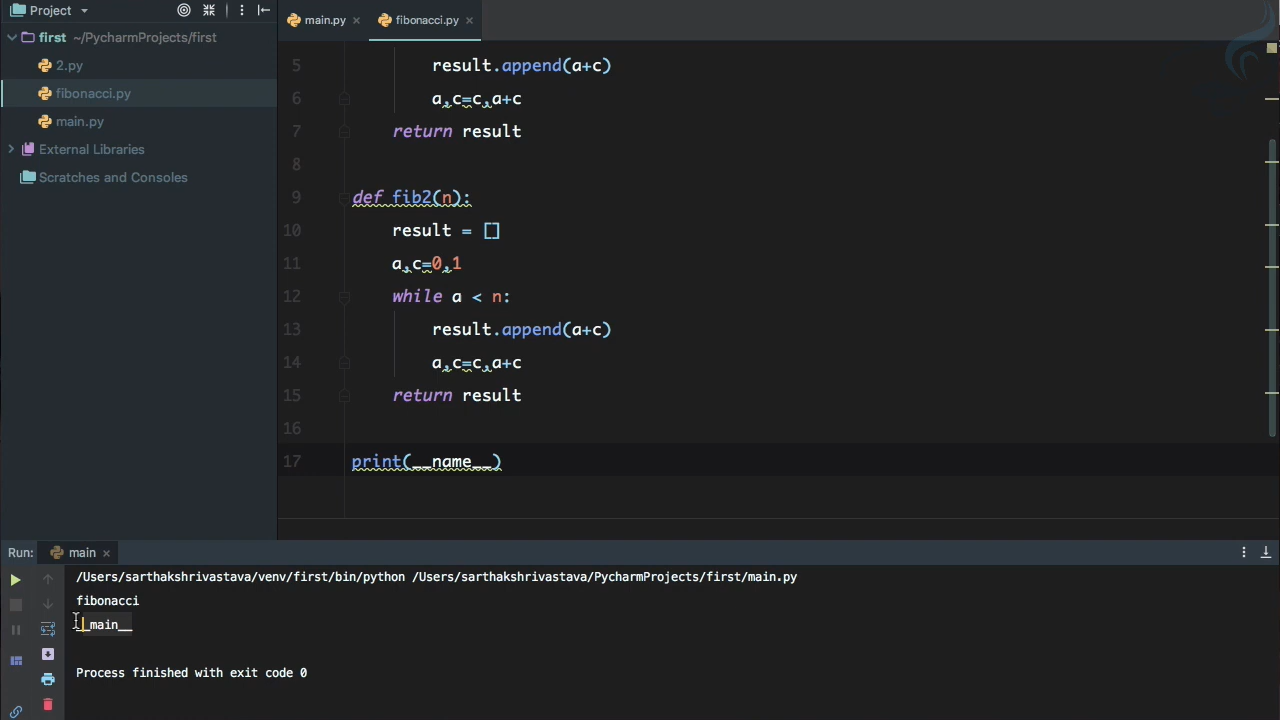 Project
main.py
fibonacci.py
first ~/PycharmProjects/first
2.py
fibonacci.py
main.py
External Libraries
Scratches and Consoles
5 result.append(a+c)
6 a,c=c,a+c
7 return result
8
9 def fib2(n):
10 result = []
11 a,c=0,1
12 while a < n:
13 result.append(a+c)
14 a,c=c,a+c
15 return result
16
17 print(__name__)
Run: main
/Users/sarthakshrivastava/venv/first/bin/python /Users/sarthakshrivastava/PycharmProjects/first/main.py
fibonacci
__main__
Process finished with exit code 0